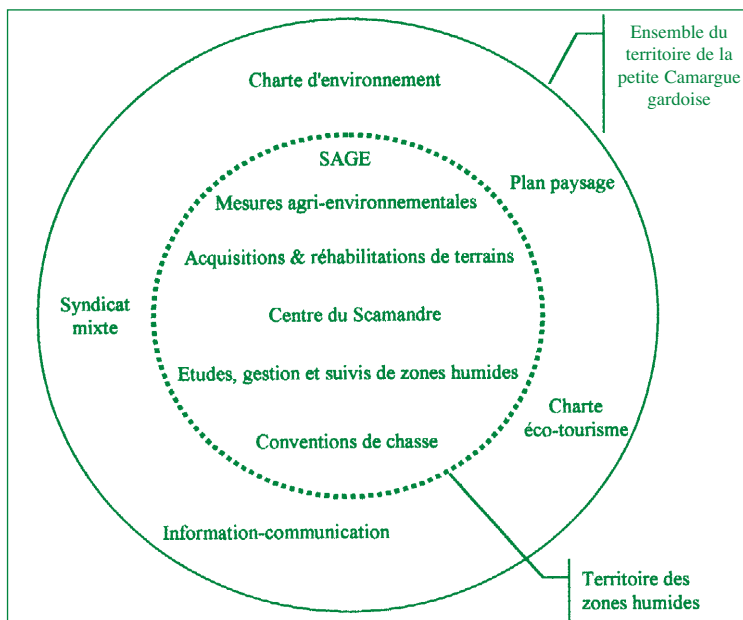 Ensemble du
territoire de la
petite Camargue
gardoise
Charte d'environnement
SAGE
Plan paysage
Mesures agri-environnementales
Acquisitions & réhabilitations de terrains
Syndicat
mixte
Centre du Scamandre
Etudes, gestion et suivis de zones humides
Charte
éco-tourisme
Conventions de chasse
Information-communication
Territoire des
zones humides